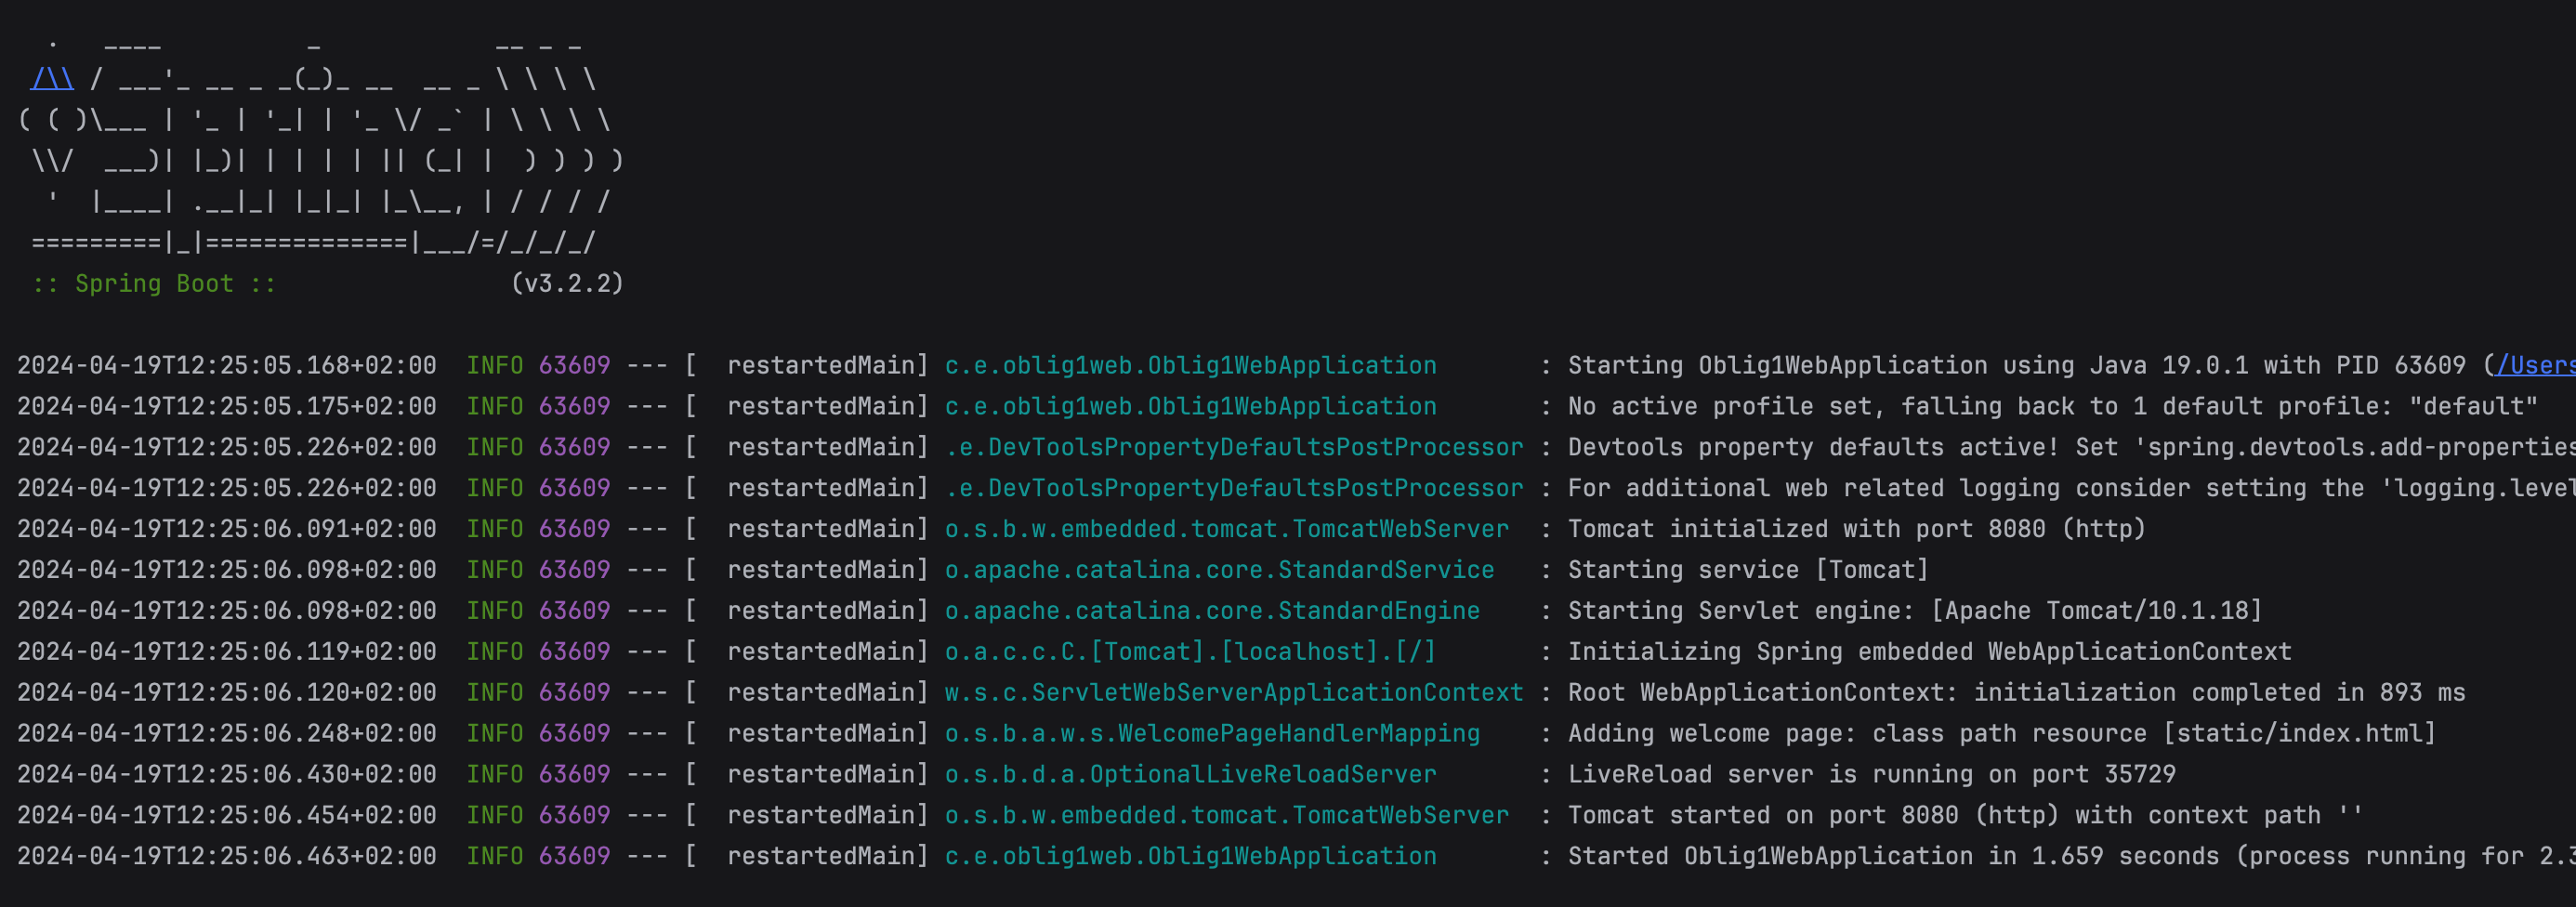 .   ____          _            __ _ _
 /\\ / ___'_ __ _ _(_)_ __  __ _ \ \ \ \
( ( )\___ | '_ | '_| | '_ \/ _` | \ \ \ \
 \\/  ___)| |_)| | | | | || (_| |  ) ) ) )
  '  |____| .__|_| |_|_| |_\__, | / / / /
 =========|_|==============|___/=/_/_/_/
 :: Spring Boot ::                (v3.2.2)
2024-04-19T12:25:05.168+02:00  INFO 63609 --- [  restartedMain] c.e.oblig1web.Oblig1WebApplication       : Starting Oblig1WebApplication using Java 19.0.1 with PID 63609 (/Users
2024-04-19T12:25:05.175+02:00  INFO 63609 --- [  restartedMain] c.e.oblig1web.Oblig1WebApplication       : No active profile set, falling back to 1 default profile: "default"
2024-04-19T12:25:05.226+02:00  INFO 63609 --- [  restartedMain] .e.DevToolsPropertyDefaultsPostProcessor : Devtools property defaults active! Set 'spring.devtools.add-properties
2024-04-19T12:25:05.226+02:00  INFO 63609 --- [  restartedMain] .e.DevToolsPropertyDefaultsPostProcessor : For additional web related logging consider setting the 'logging.level
2024-04-19T12:25:06.091+02:00  INFO 63609 --- [  restartedMain] o.s.b.w.embedded.tomcat.TomcatWebServer  : Tomcat initialized with port 8080 (http)
2024-04-19T12:25:06.098+02:00  INFO 63609 --- [  restartedMain] o.apache.catalina.core.StandardService   : Starting service [Tomcat]
2024-04-19T12:25:06.098+02:00  INFO 63609 --- [  restartedMain] o.apache.catalina.core.StandardEngine    : Starting Servlet engine: [Apache Tomcat/10.1.18]
2024-04-19T12:25:06.119+02:00  INFO 63609 --- [  restartedMain] o.a.c.c.C.[Tomcat].[localhost].[/]       : Initializing Spring embedded WebApplicationContext
2024-04-19T12:25:06.120+02:00  INFO 63609 --- [  restartedMain] w.s.c.ServletWebServerApplicationContext : Root WebApplicationContext: initialization completed in 893 ms
2024-04-19T12:25:06.248+02:00  INFO 63609 --- [  restartedMain] o.s.b.a.w.s.WelcomePageHandlerMapping    : Adding welcome page: class path resource [static/index.html]
2024-04-19T12:25:06.430+02:00  INFO 63609 --- [  restartedMain] o.s.b.d.a.OptionalLiveReloadServer       : LiveReload server is running on port 35729
2024-04-19T12:25:06.454+02:00  INFO 63609 --- [  restartedMain] o.s.b.w.embedded.tomcat.TomcatWebServer  : Tomcat started on port 8080 (http) with context path ''
2024-04-19T12:25:06.463+02:00  INFO 63609 --- [  restartedMain] c.e.oblig1web.Oblig1WebApplication       : Started Oblig1WebApplication in 1.659 seconds (process running for 2.3